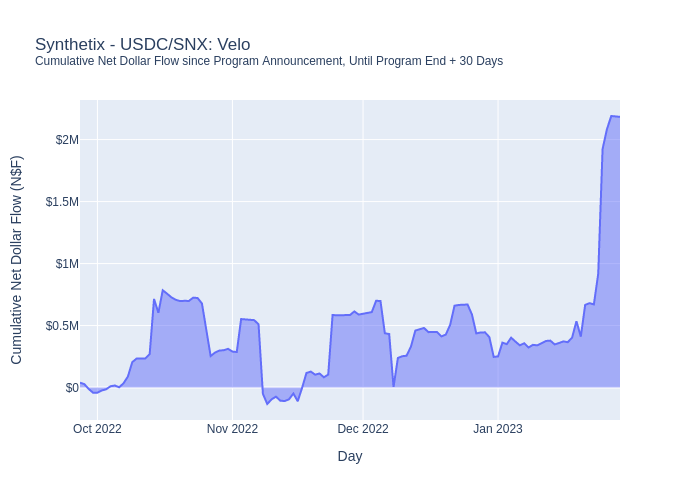 Synthetix - USDC/SNX: Velo
Cumulative Net Dollar Flow since Program Announcement, Until Program End + 30 Days
Cumulative Net Dollar Flow (N$F)
$2M
$1.5M
$1M
$0.5M
$0
Oct 2022 Nov 2022 Dec 2022 Jan 2023
Day